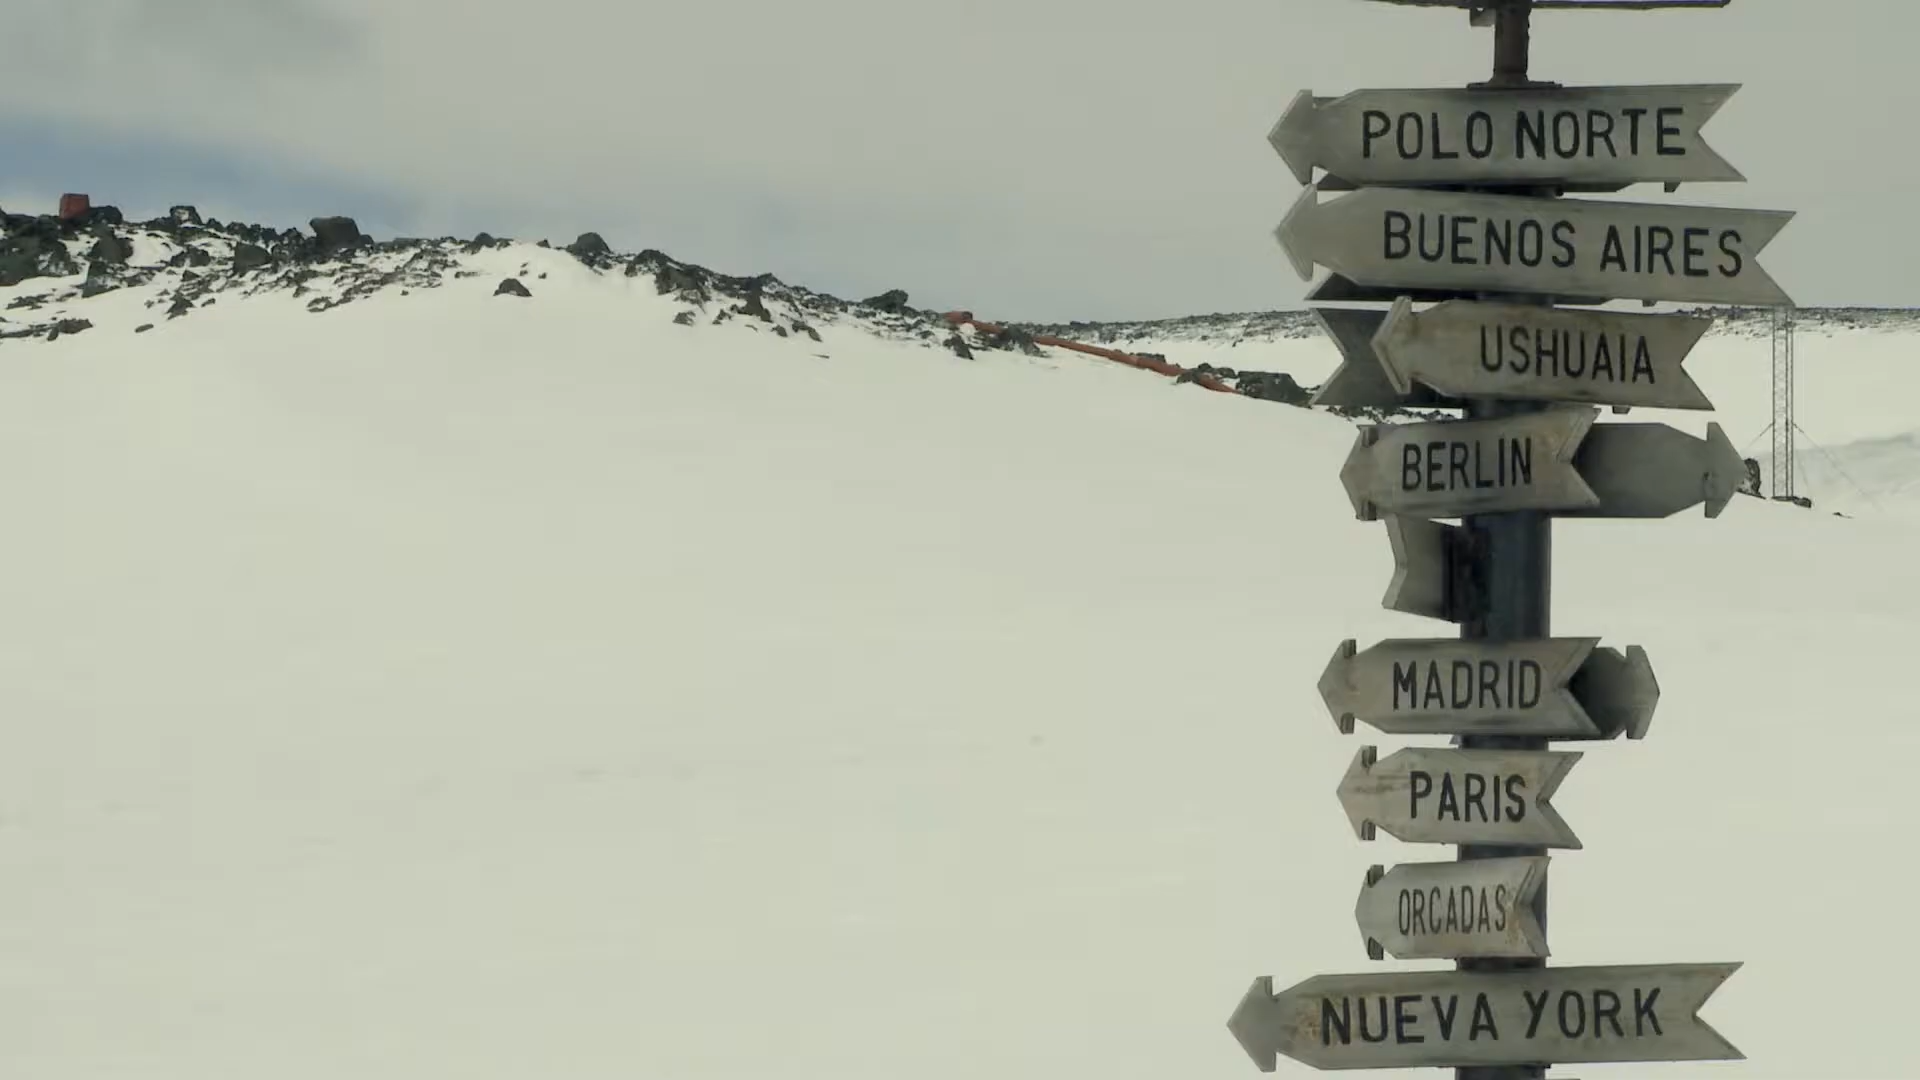 POLO NORTE
BUENOS AIRES
USHUAIA
BERLIN
MADRID
PARIS
ORCADAS
NUEVA YORK